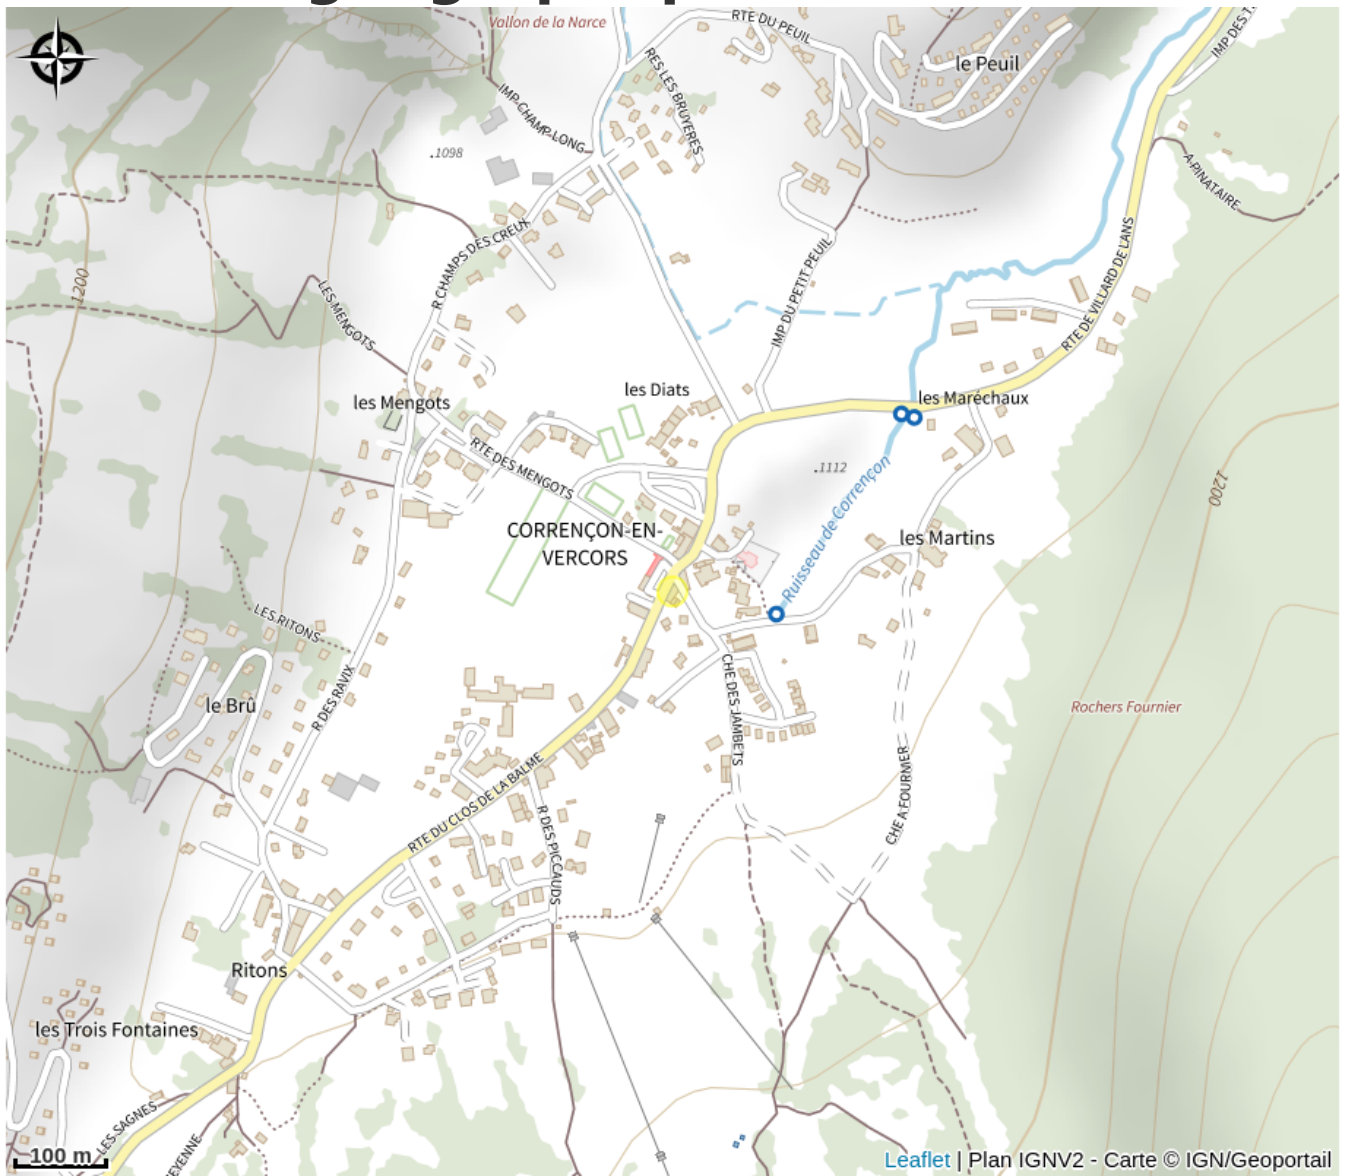 Vallon de la Narce
RTE DU PEUIL
RES LES BRUYERES
le Peuil
IMP CHAMP LONG
.1098
A PINATAIRE
R CHAMPS DES CREUX
1200
LES MENGOTS
IMP DU PETIT PEUIL
RTE DE VILLARD DE LANS
les Diats
les Mengots
les Maréchaux
RTE DES MENGOTS
.1112
1200
Ruisseau de Corrençon
CORRENÇON-EN-
VERCORS
les Martins
LES RITONS
le Brû
R DES RAVIX
CHE DES JAMBETS
Rochers Fournier
CHE A FOURNIER
RTE DU CLOS DE LA BALME
R DES PICCAUDS
Ritons
les Trois Fontaines
LES SAGNES
100 m
Leaflet | Plan IGNV2 - Carte © IGN/Geoportail